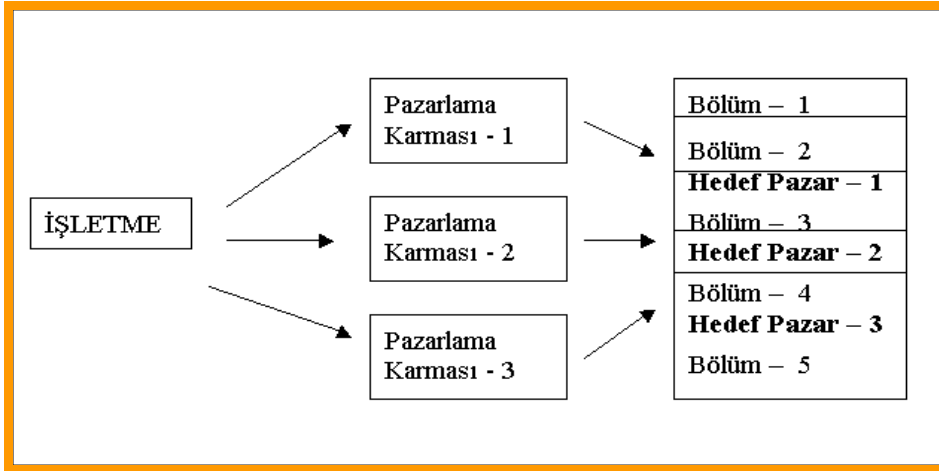 İŞLETME
Pazarlama
Karması - 1
Pazarlama
Karması - 2
Pazarlama
Karması - 3
Bölüm – 1
Bölüm – 2
Hedef Pazar – 1
Bölüm – 3
Hedef Pazar – 2
Bölüm – 4
Hedef Pazar – 3
Bölüm – 5